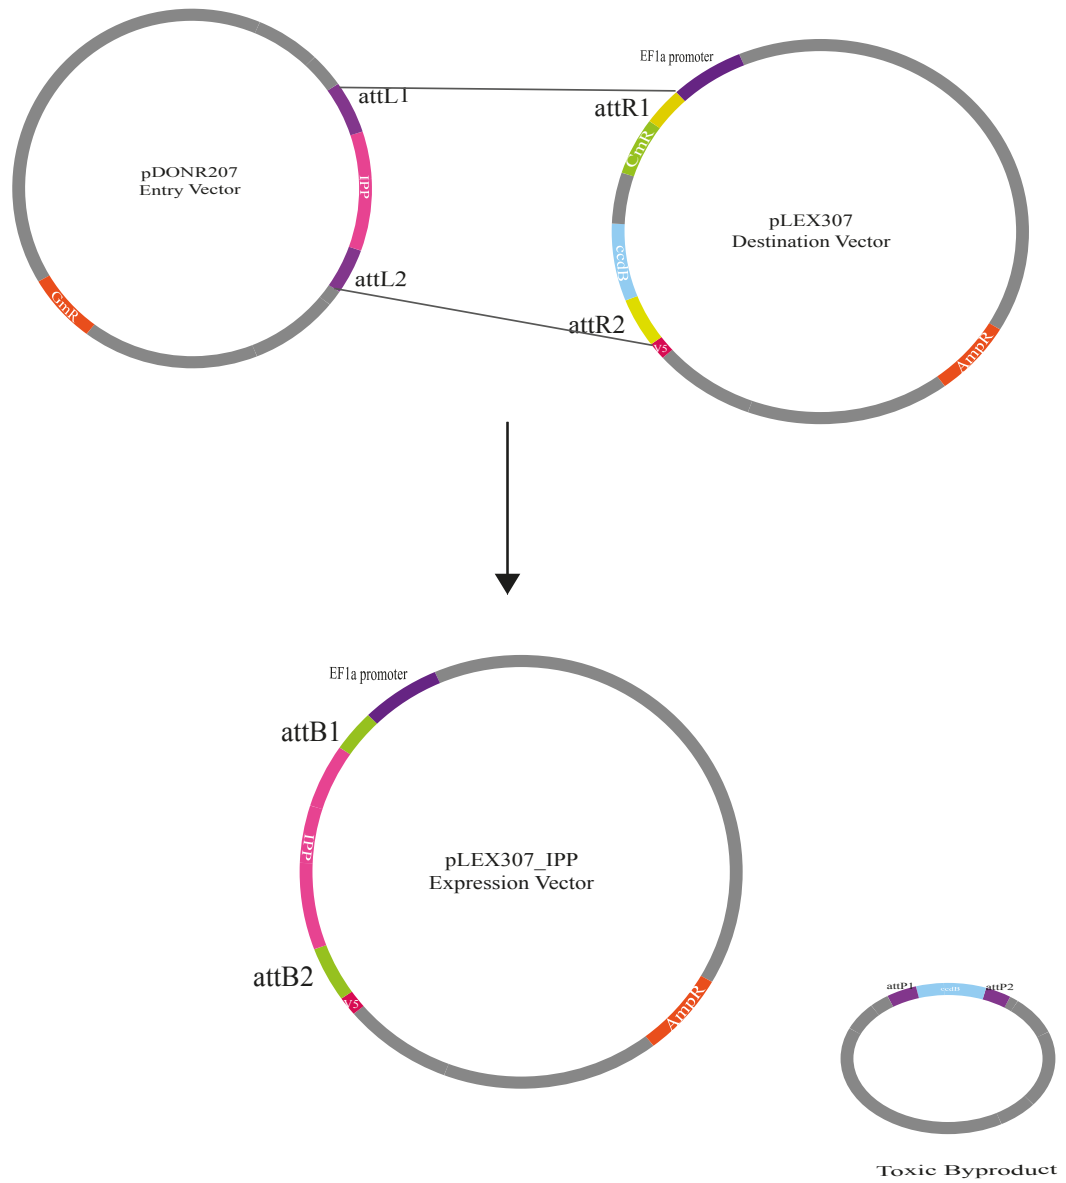 EF1a promoter
attL1
attR1
CmR
pDONR207
Entry Vector
IPP
pLEX307
Destination Vector
ccdB
attL2
GmR
attR2
V5
AmpR
EF1a promoter
attB1
IPP
pLEX307_IPP
Expression Vector
attB2
V5
AmpR
attP1
ccdB
attP2
Toxic Byproduct